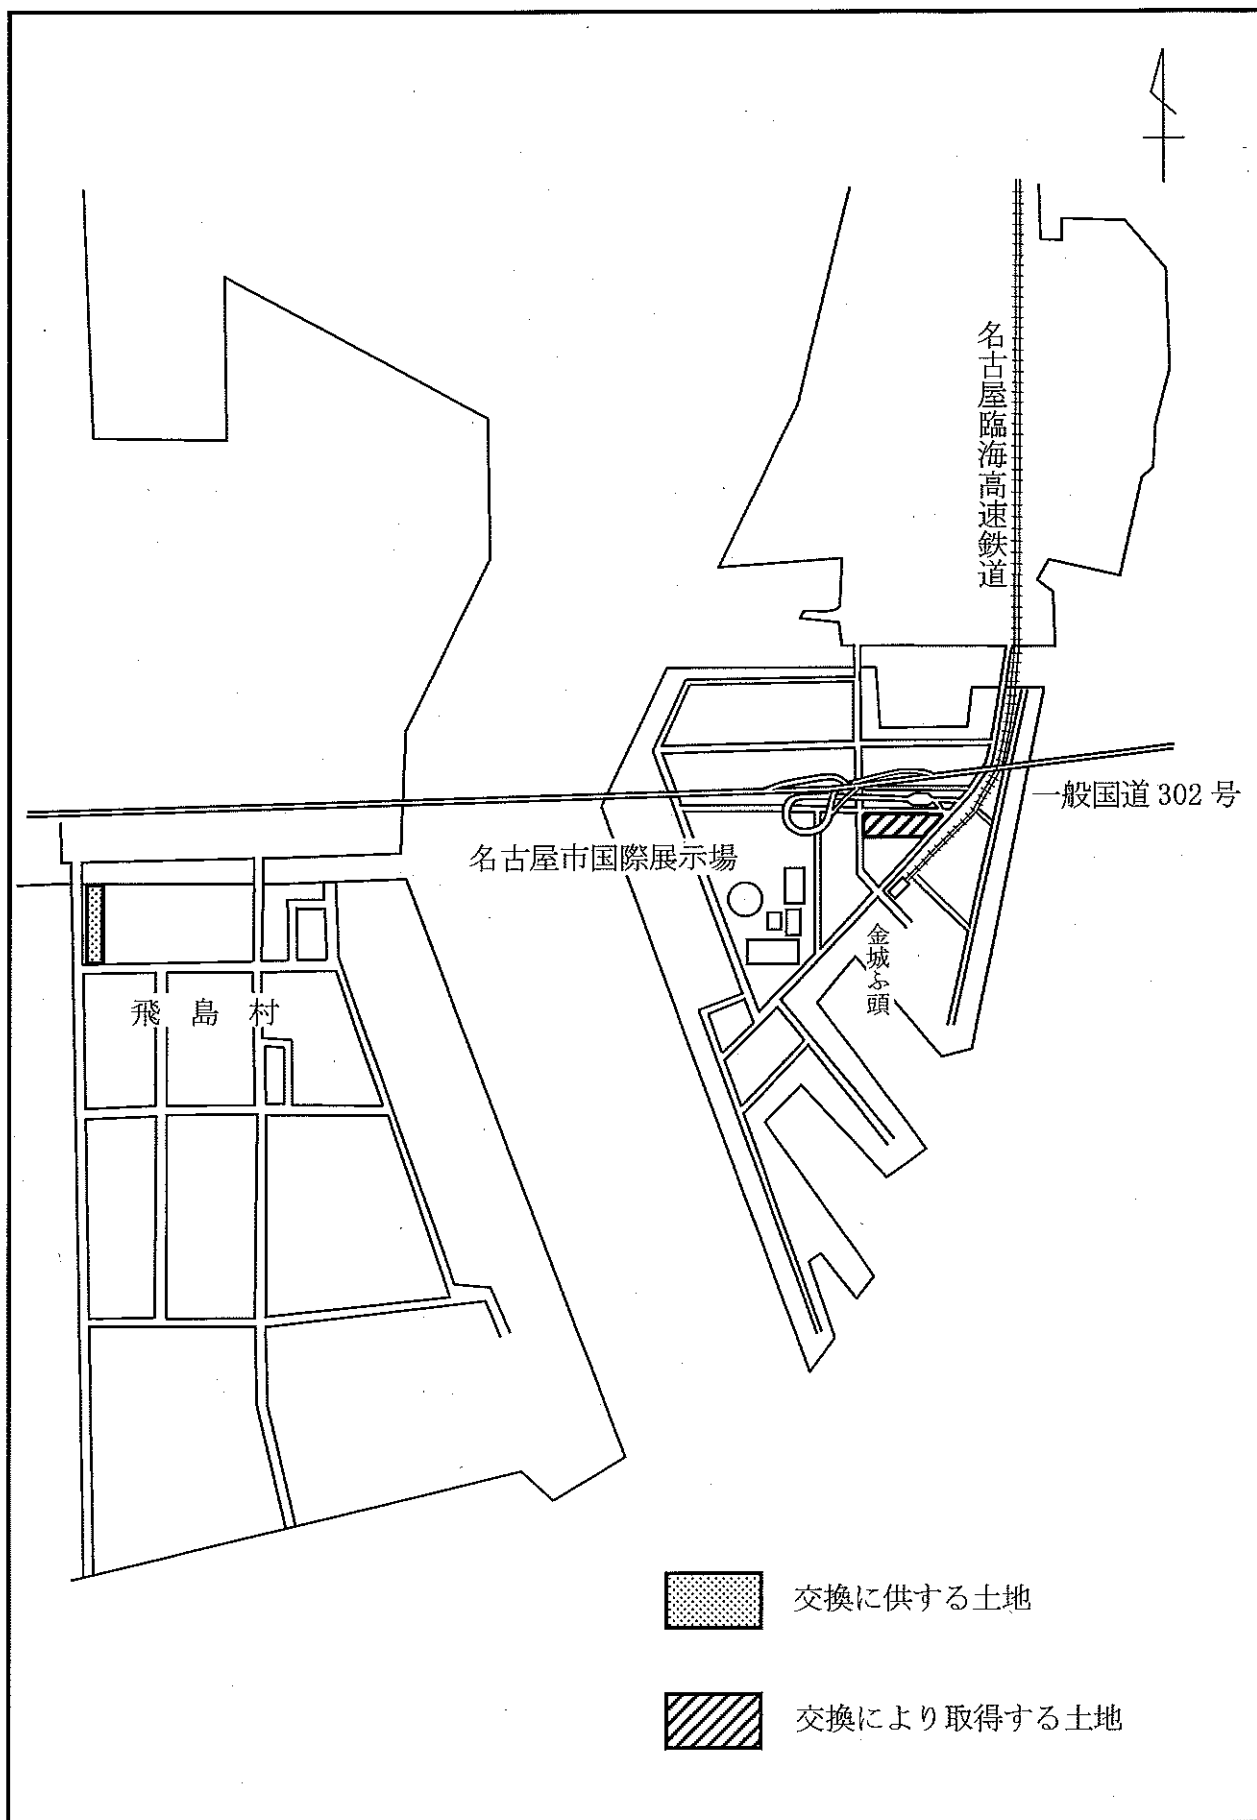 名古屋臨海高速鉄道
一般国道 302 号
名古屋市国際展示場
金城ふ頭
飛島村
交換に供する土地
交換により取得する土地